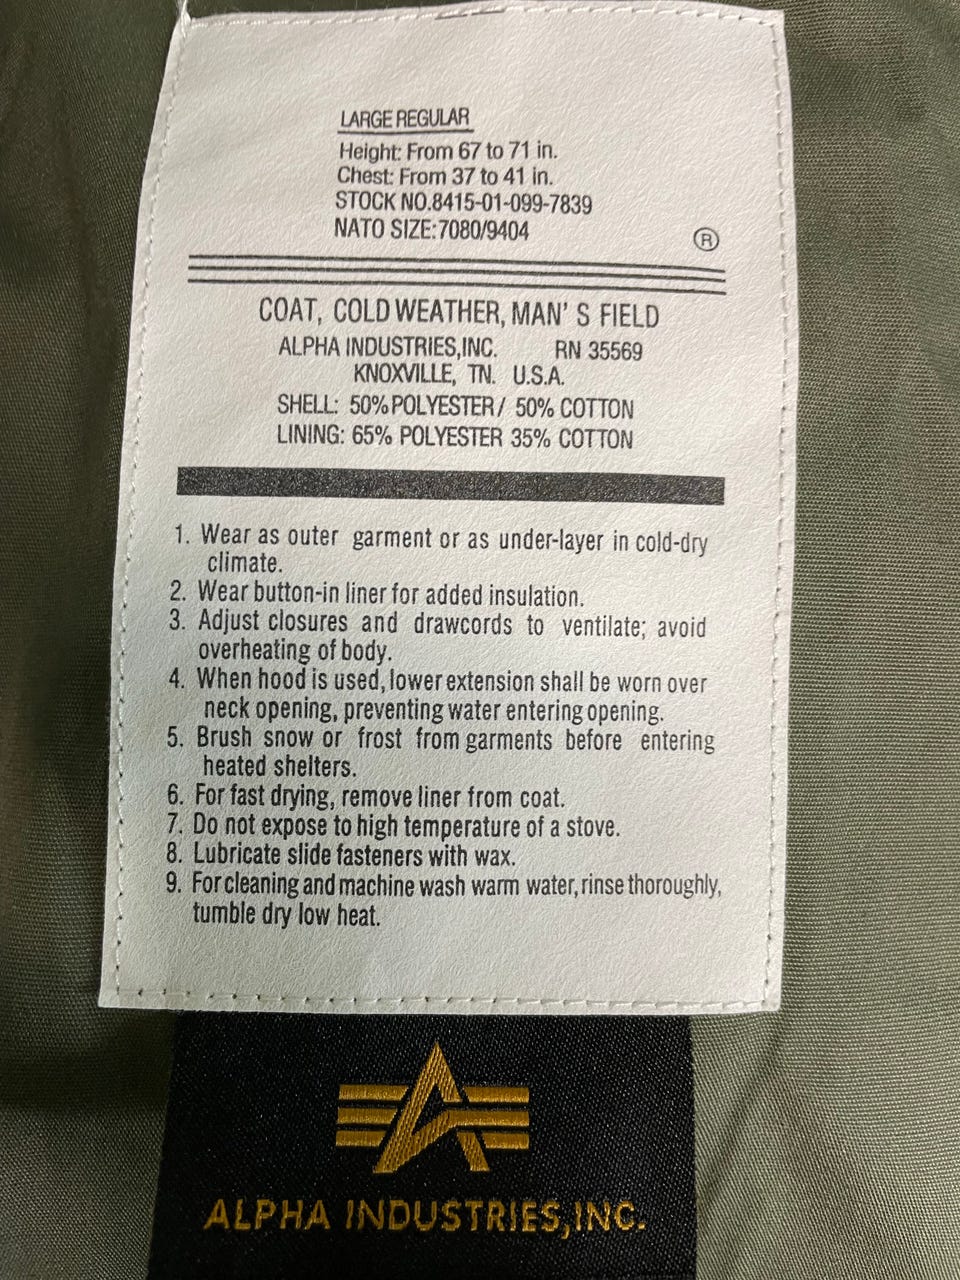 LARGE REGULAR
Height: From 67 to 71 in.
Chest: From 37 to 41 in.
STOCK NO.8415-01-099-7839
NATO SIZE:7080/9404
®
COAT, COLD WEATHER, MAN' S FIELD
ALPHA INDUSTRIES,INC. RN 35569
KNOXVILLE, TN. U.S.A.
SHELL: 50% POLYESTER/ 50% COTTON
LINING: 65% POLYESTER 35% COTTON
1. Wear as outer garment or as under-layer in cold-dry
climate.
2. Wear button-in liner for added insulation.
3. Adjust closures and drawcords to ventilate; avoid
overheating of body.
4. When hood is used, lower extension shall be worn over
neck opening, preventing water entering opening.
5. Brush snow or frost from garments before entering
heated shelters.
6. For fast drying, remove liner from coat.
7. Do not expose to high temperature of a stove.
8. Lubricate slide fasteners with wax.
9. For cleaning and machine wash warm water, rinse thoroughly,
tumble dry low heat.
ALPHA INDUSTRIES,INC.